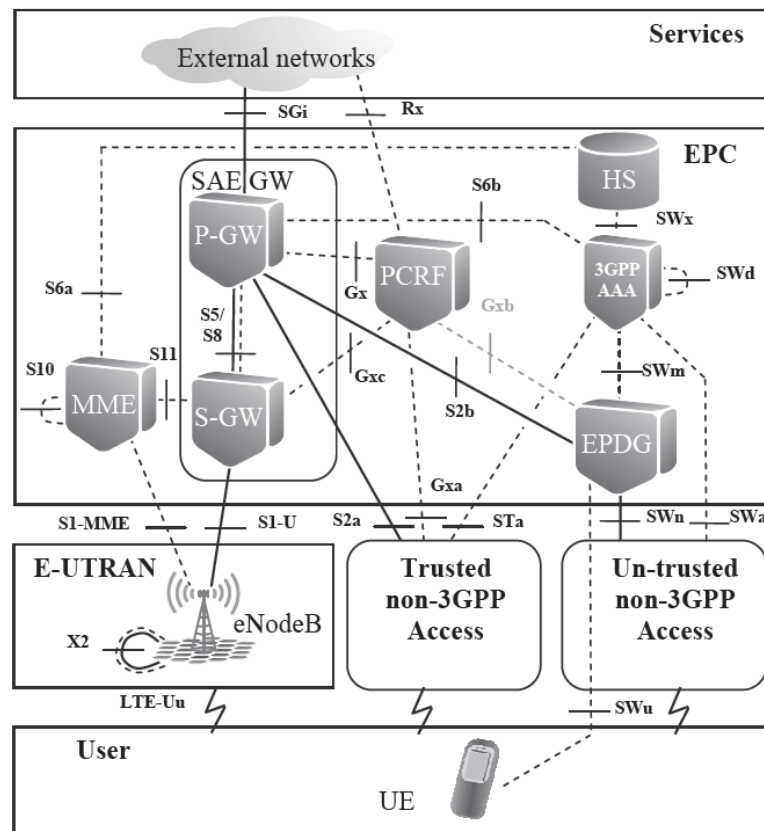 Services
External networks
SGi
Rx
EPC
HS
SAE GW
S6b
SWx
P-GW
PCRF
3GPP
AAA
SWd
S6a
Gx
S5/
S8
Gxb
S10
S11
Gxc
SWm
MME
S-GW
S2b
EPDG
Gxa
S1-MME
S1-U
S2a
STa
SWn
SWa
E-UTRAN
Trusted
non-3GPP
Access
Un-trusted
non-3GPP
Access
eNodeB
X2
LTE-Uu
SWu
User
UE